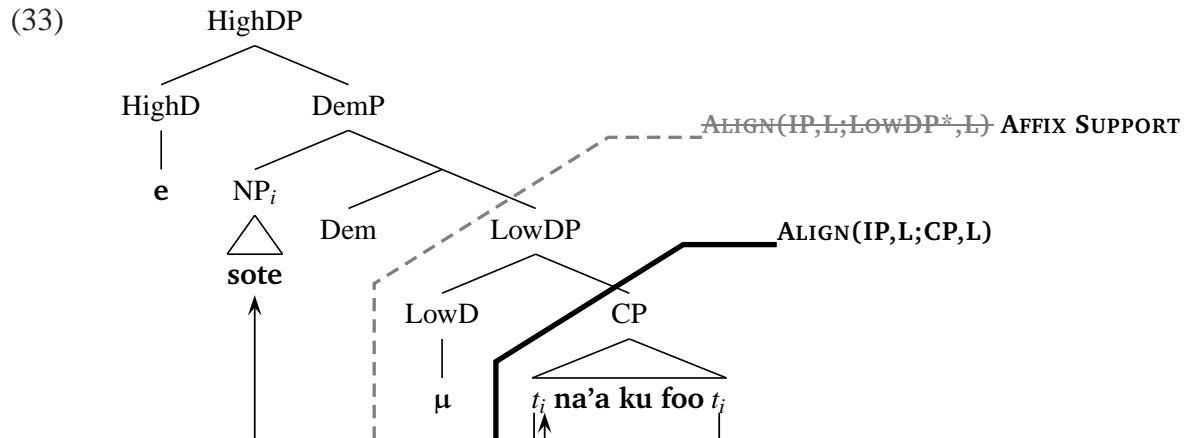 (33) HighDP
HighD DemP
ALIGN(IP,L;LOWDP*,L) AFFIX SUPPORT
e NPi Dem LowDP
ALIGN(IP,L;CP,L)
sote
LowD CP
μ ti na'a ku foo ti